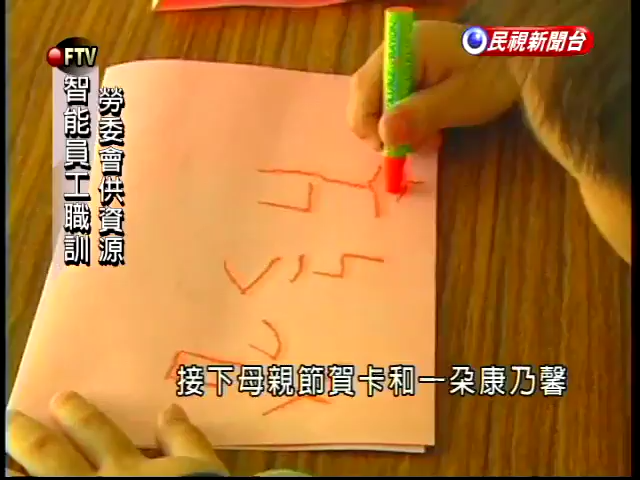 FTV
民視新聞台
勞委會供資源
智能員工職訓
接下母親節賀卡和一朵康乃馨